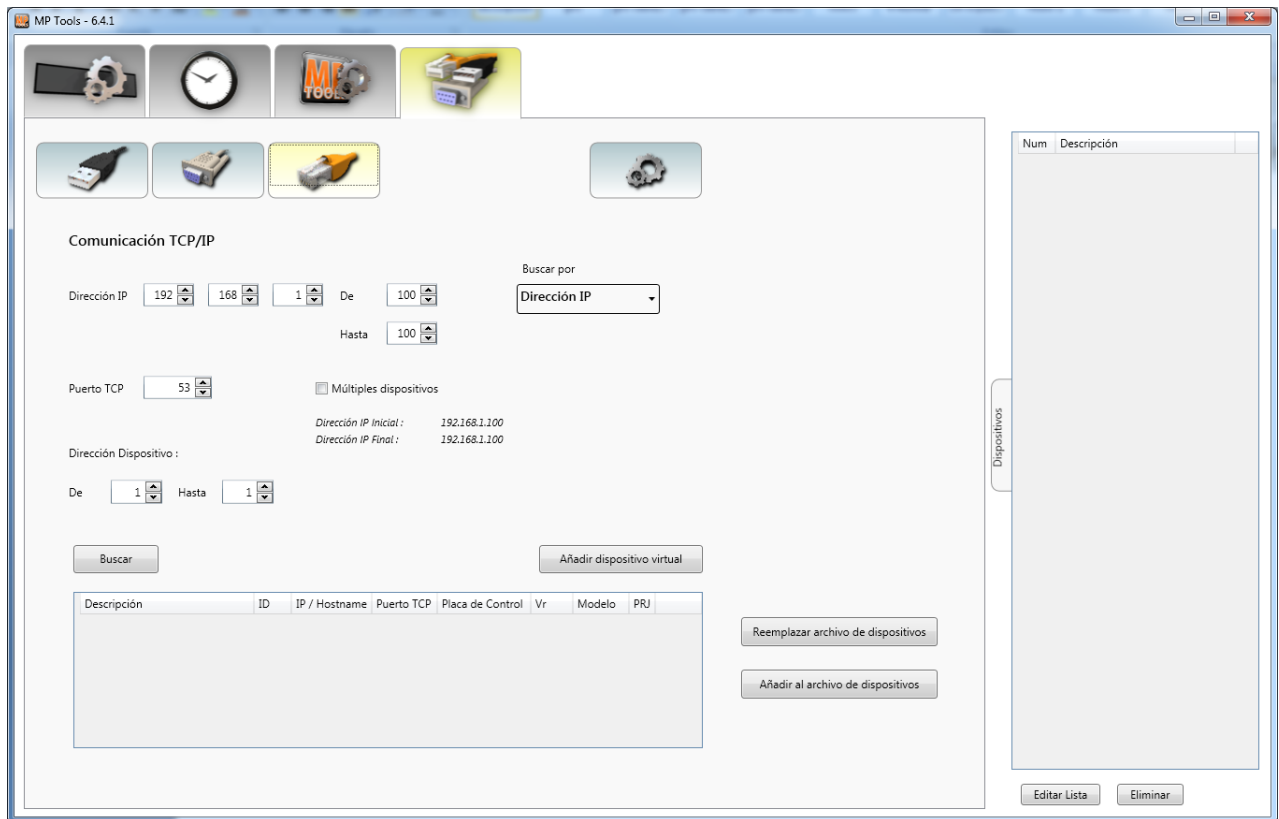 MP Tools - 6.4.1
MP
TOOLS
Num Descripción
Comunicación TCP/IP
Buscar por
Dirección IP 192 168 1 De 100 Dirección IP
Hasta 100
Puerto TCP 53 Múltiples dispositivos
Dirección IP Inicial : 192.168.1.100
Dirección IP Final : 192.168.1.100
Dirección Dispositivo :
De 1 Hasta 1
Dispositivos
Buscar Añadir dispositivo virtual
Descripción ID IP / Hostname Puerto TCP Placa de Control Vr Modelo PRJ
Reemplazar archivo de dispositivos
Añadir al archivo de dispositivos
Editar Lista Eliminar